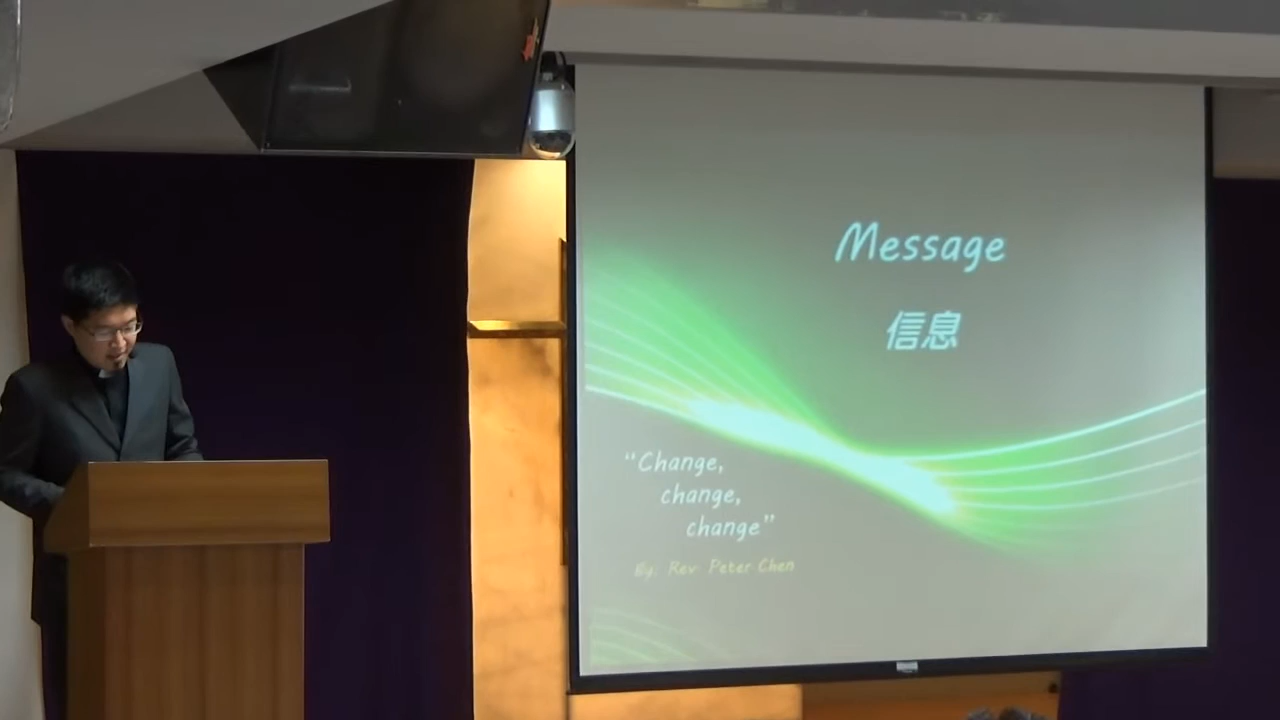 Message
信息
“Change,
change,
change”
By: Rev. Peter Chen